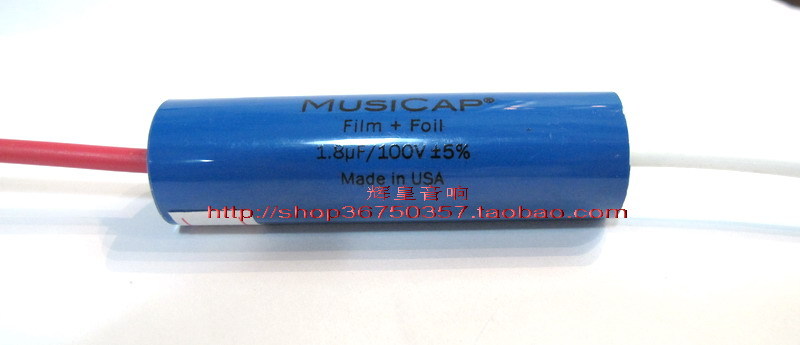 MUSICAP®
Film + Foil
1.8µF/100V ±5%
Made in USA
辉星音响
http://shop36750357.taobao.com